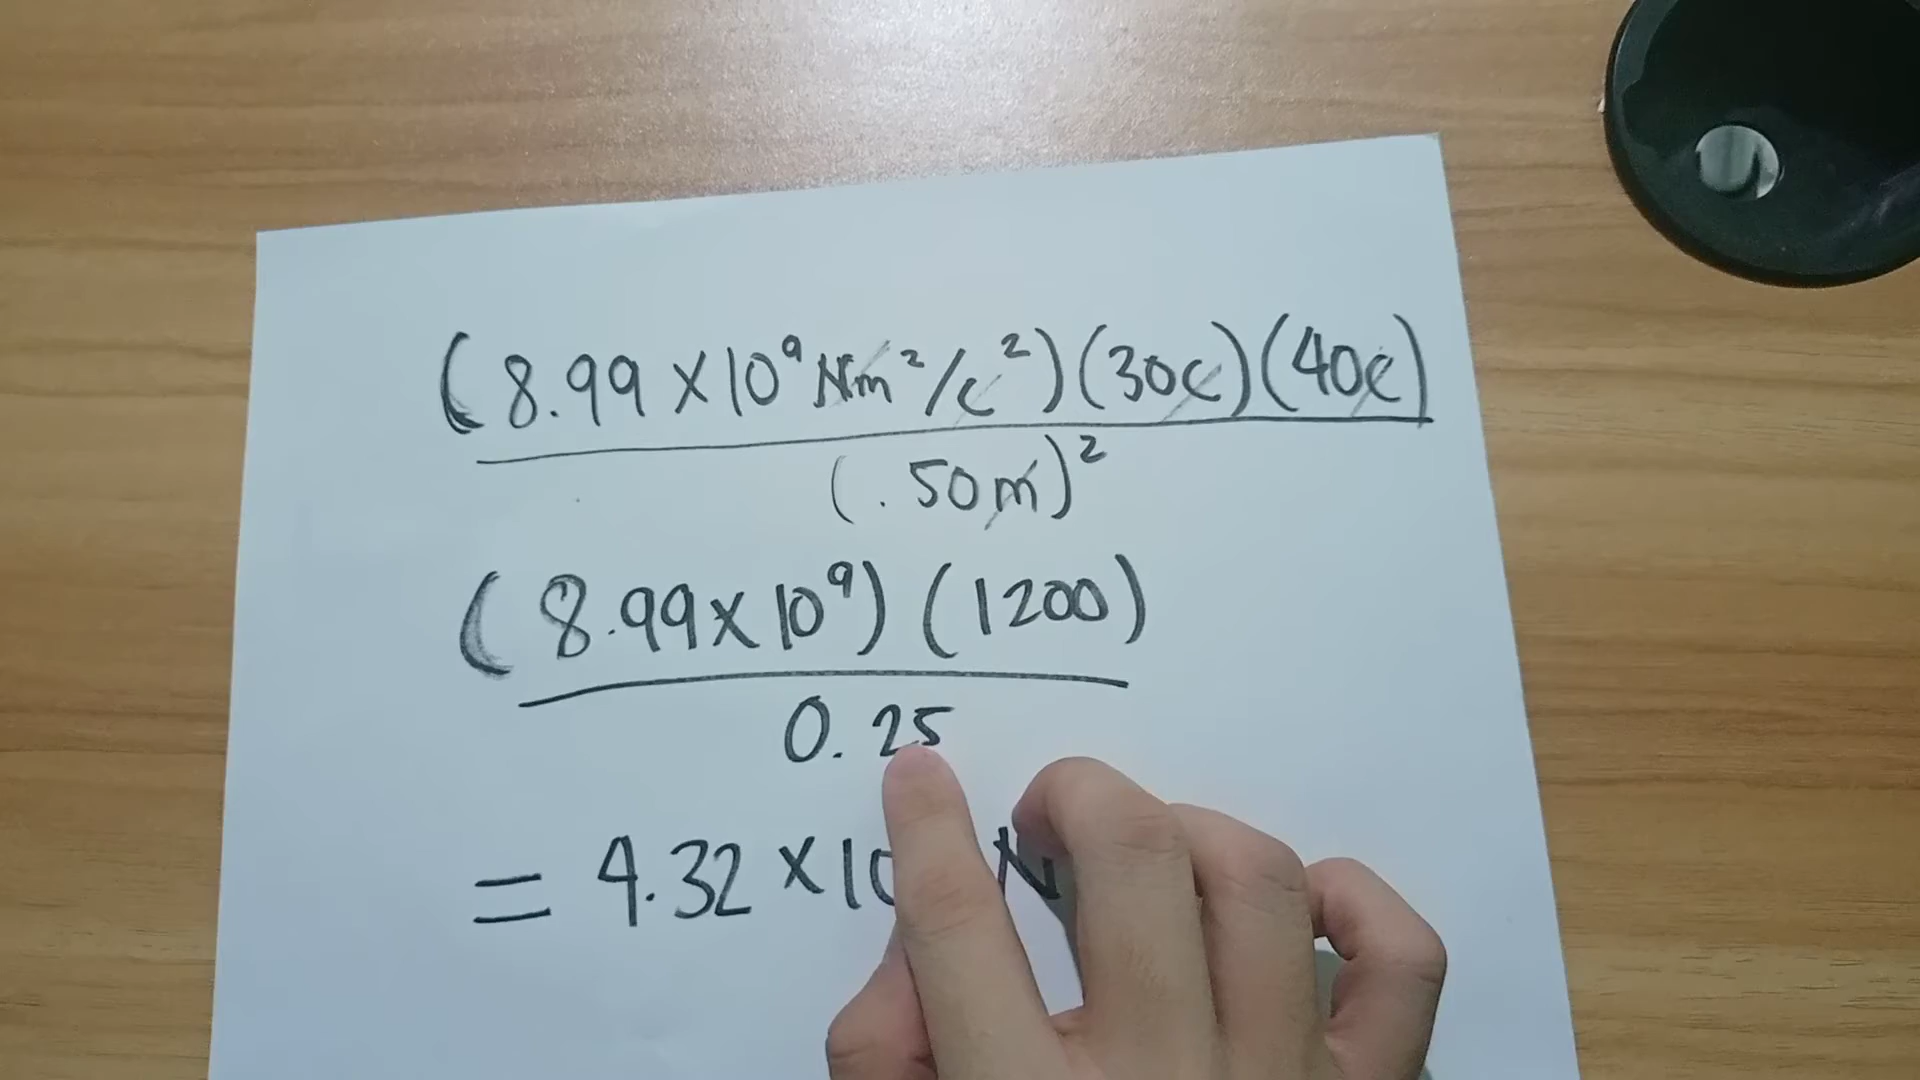 (8.99 × 10⁹ Nm²/c²)(30c)(40c)
(.50m)²
(8.99 × 10⁹)(1200)
0.25
= 4.32 × 10 N